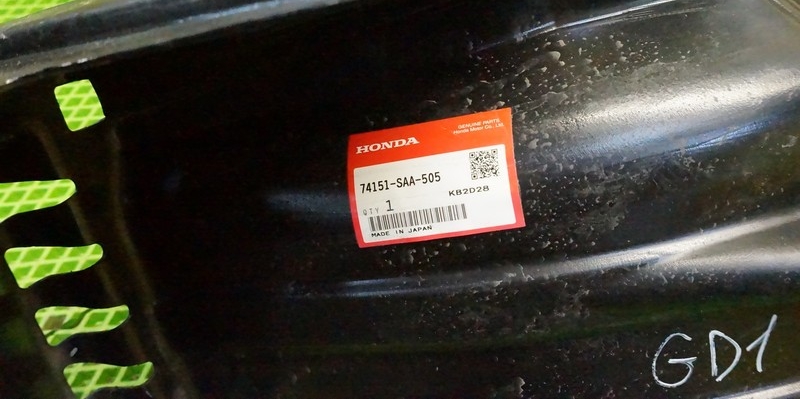 GENUINE PARTS
Honda Motor Co., Ltd.
HONDA
74151-SAA-505
KB2D28
QTY 1
MADE IN JAPAN
GD1